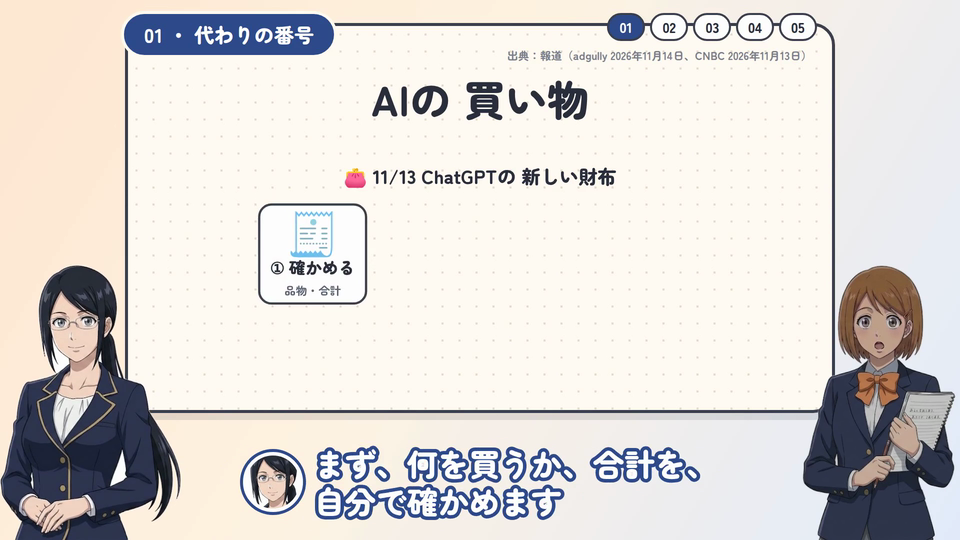 01 ・ 代わりの番号
01 02 03 04 05
出典：報道（adgully 2026年11月14日、CNBC 2026年11月13日）
AIの 買い物
11/13 ChatGPTの 新しい財布
① 確かめる
品物・合計
まず、何を買うか、合計を、
自分で確かめます